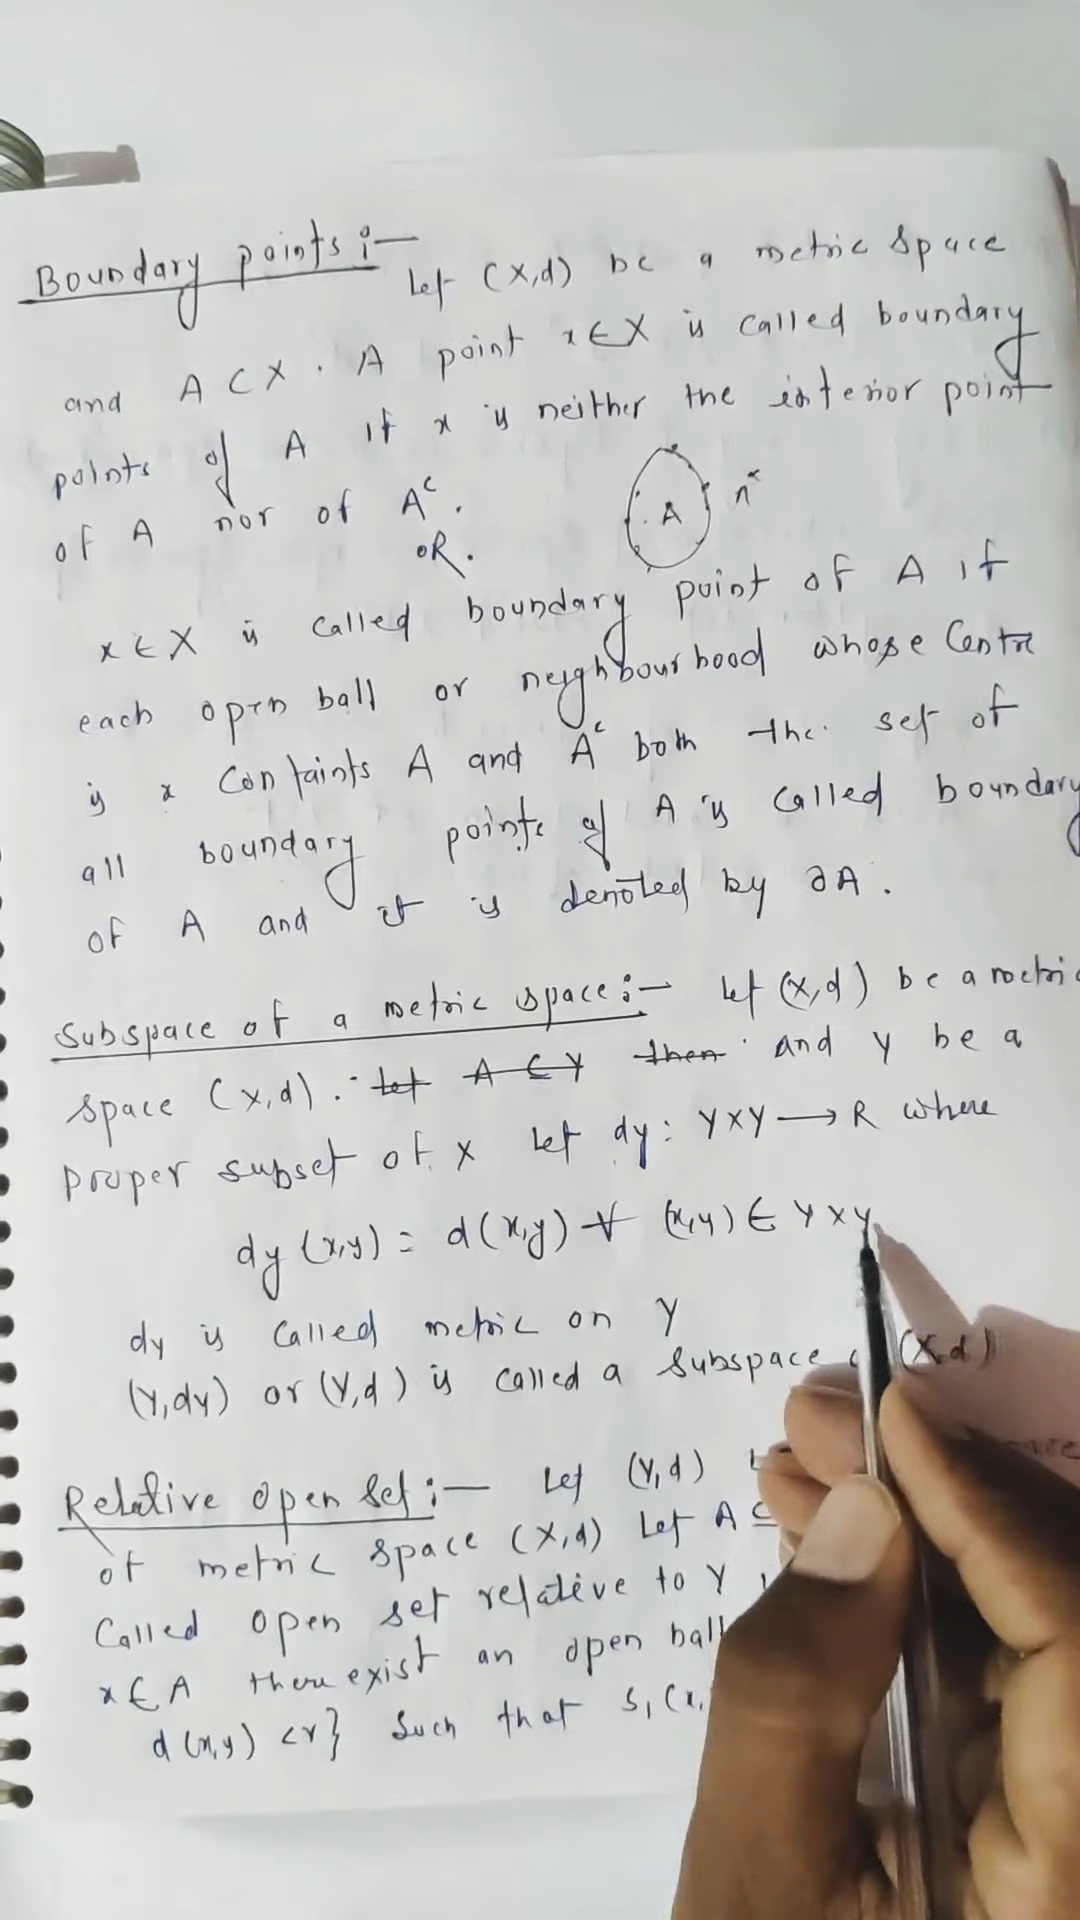 Boundary points :—
Let (X,d) be a metric space
and A ⊂ X . A point x ∈ X is called boundary
points of A if x is neither the interior point
of A nor of Aᶜ.
A
OR.
x ∈ X is called boundary point of A if
each open ball or neighbourhood whose Centre
is x Containts A and Aᶜ both the set of
all boundary points of A is called boundary
of A and it is denoted by ∂A .
Subspace of a metric space :— Let (X,d) be a metric
space (X,d). Let A ⊆ Y then and Y be a
proper subset of X Let dy : Y×Y → R where
dy (x,y) = d(x,y) ∀ (x,y) ∈ Y × Y
dy is called metric on Y
(Y,dy) or (Y,d) is called a subspace (X,d)
Relative open set :— Let (Y,d)
of metric space (X,d) Let A ⊆
Called open set relative to Y
x ∈ A there exist an open ball
d(x,y) <r} Such that S₁(x,